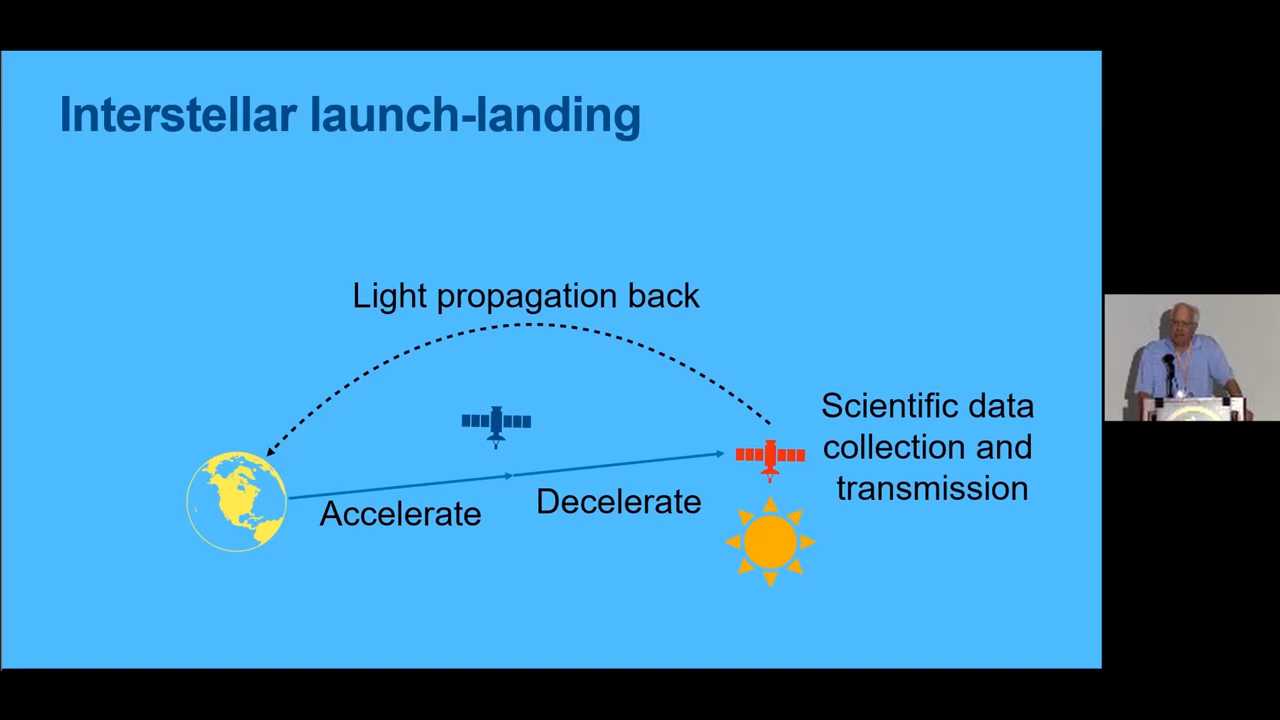 Interstellar launch-landing
Light propagation back
Scientific data
collection and
transmission
Accelerate
Decelerate